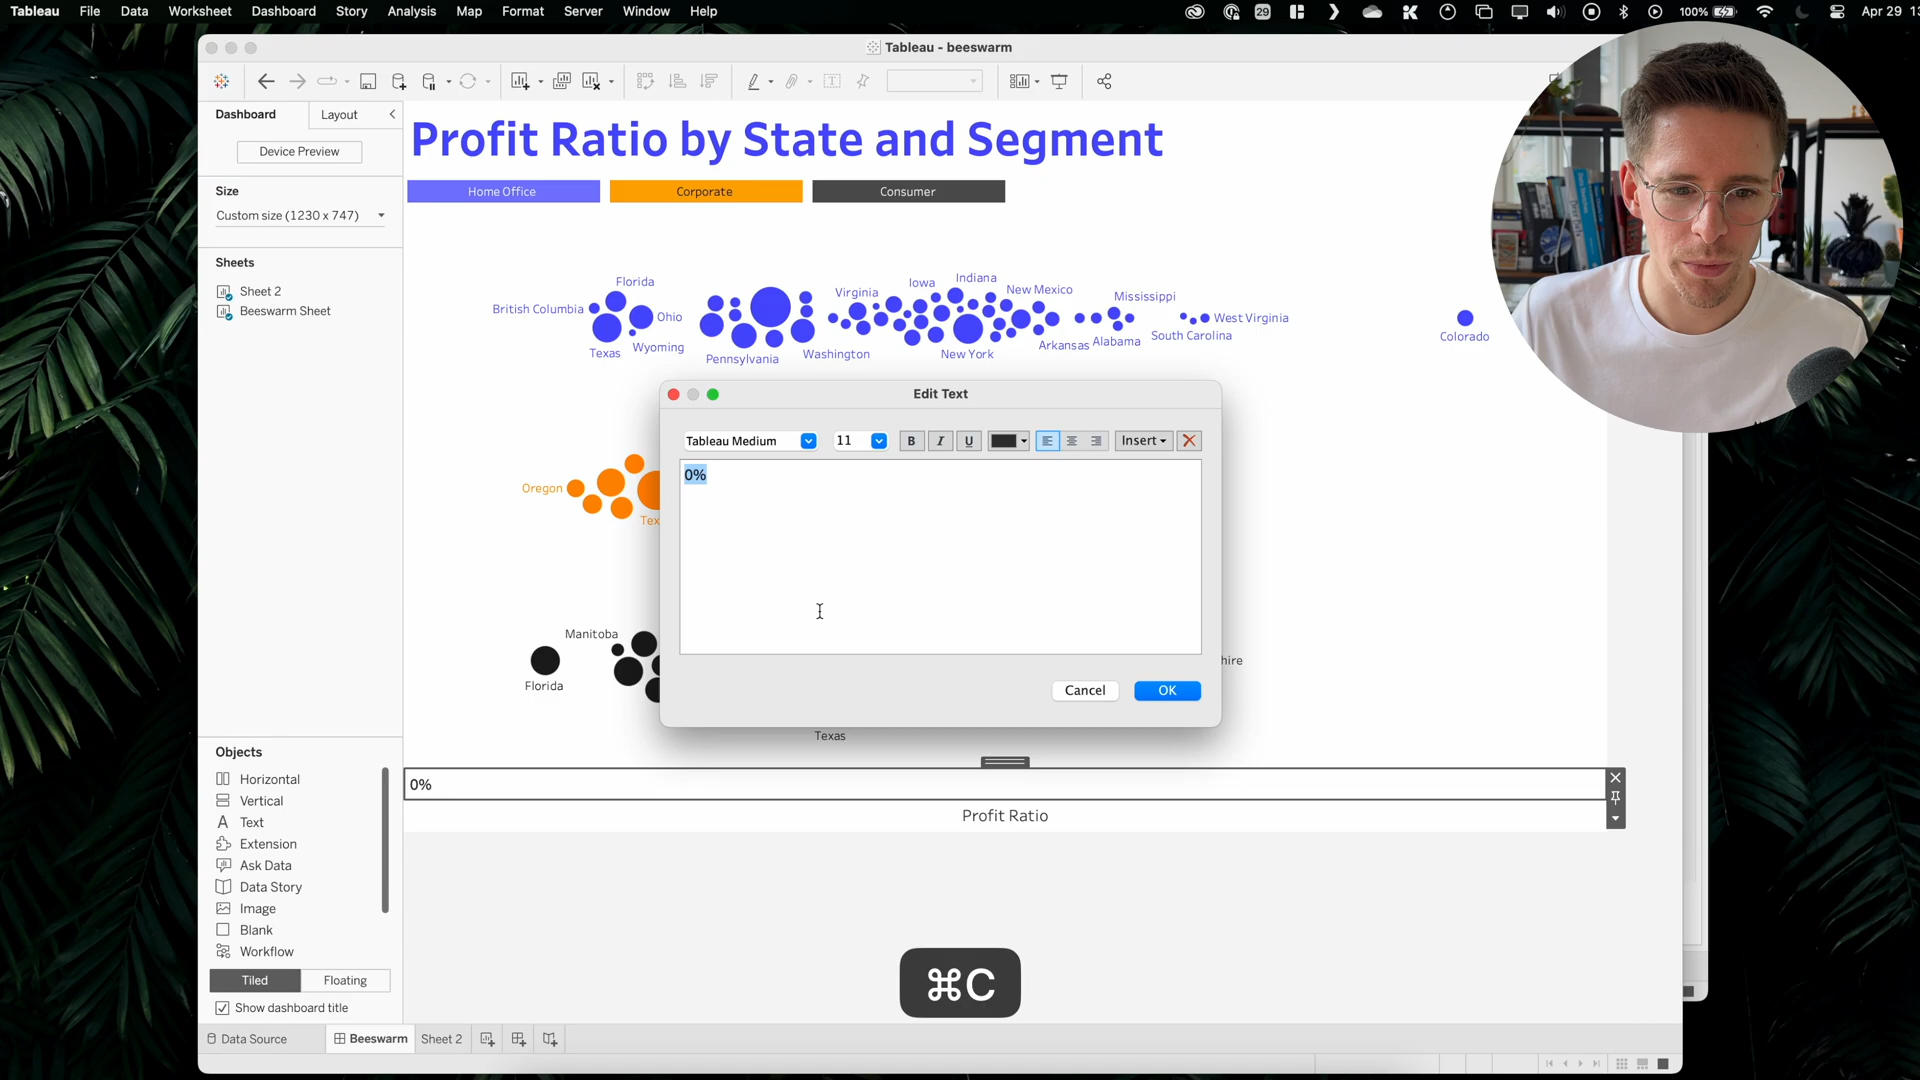 Tableau File Data Worksheet Dashboard Story Analysis Map Format Server Window Help
29 100% Apr 29
Tableau - beeswarm
Dashboard Layout
Device Preview
Size
Custom size (1230 x 747)
Sheets
Sheet 2
Beeswarm Sheet
Profit Ratio by State and Segment
Home Office Corporate Consumer
Florida
British Columbia
Ohio
Texas
Wyoming
Pennsylvania
Virginia
Washington
Iowa
Indiana
New Mexico
New York
Arkansas
Alabama
Mississippi
South Carolina
West Virginia
Colorado
Oregon
Manitoba
Florida
hire
Texas
Edit Text
Tableau Medium 11 B I U Insert
0%
Cancel OK
0%
Profit Ratio
Objects
Horizontal
Vertical
A Text
Extension
Ask Data
Data Story
Image
Blank
Workflow
Tiled Floating
Show dashboard title
⌘C
Data Source Beeswarm Sheet 2